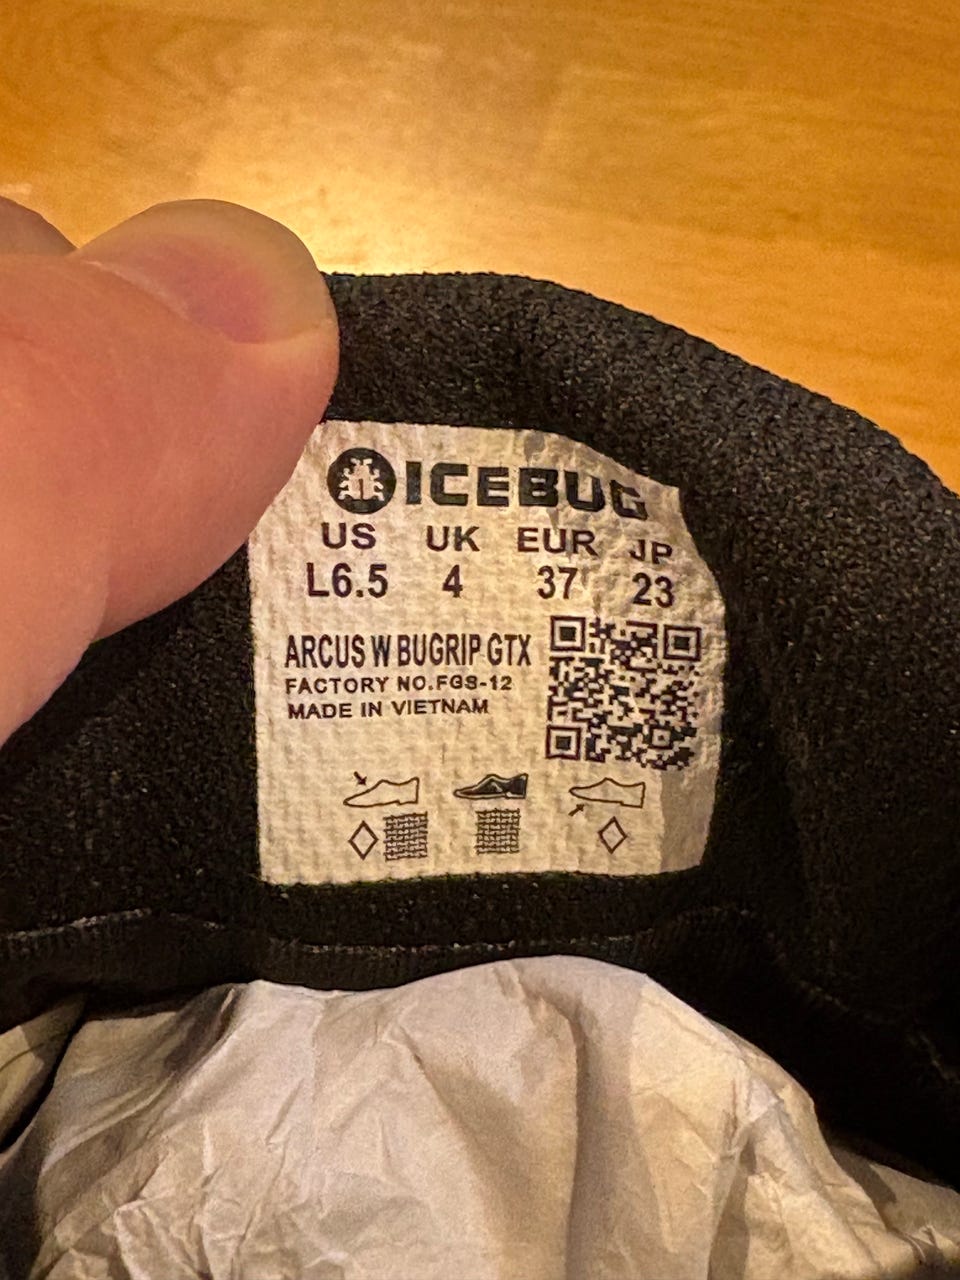 ICEBUG
US UK EUR JP
L6.5 4 37 23
ARCUS W BUGRIP GTX
FACTORY NO.FGS-12
MADE IN VIETNAM